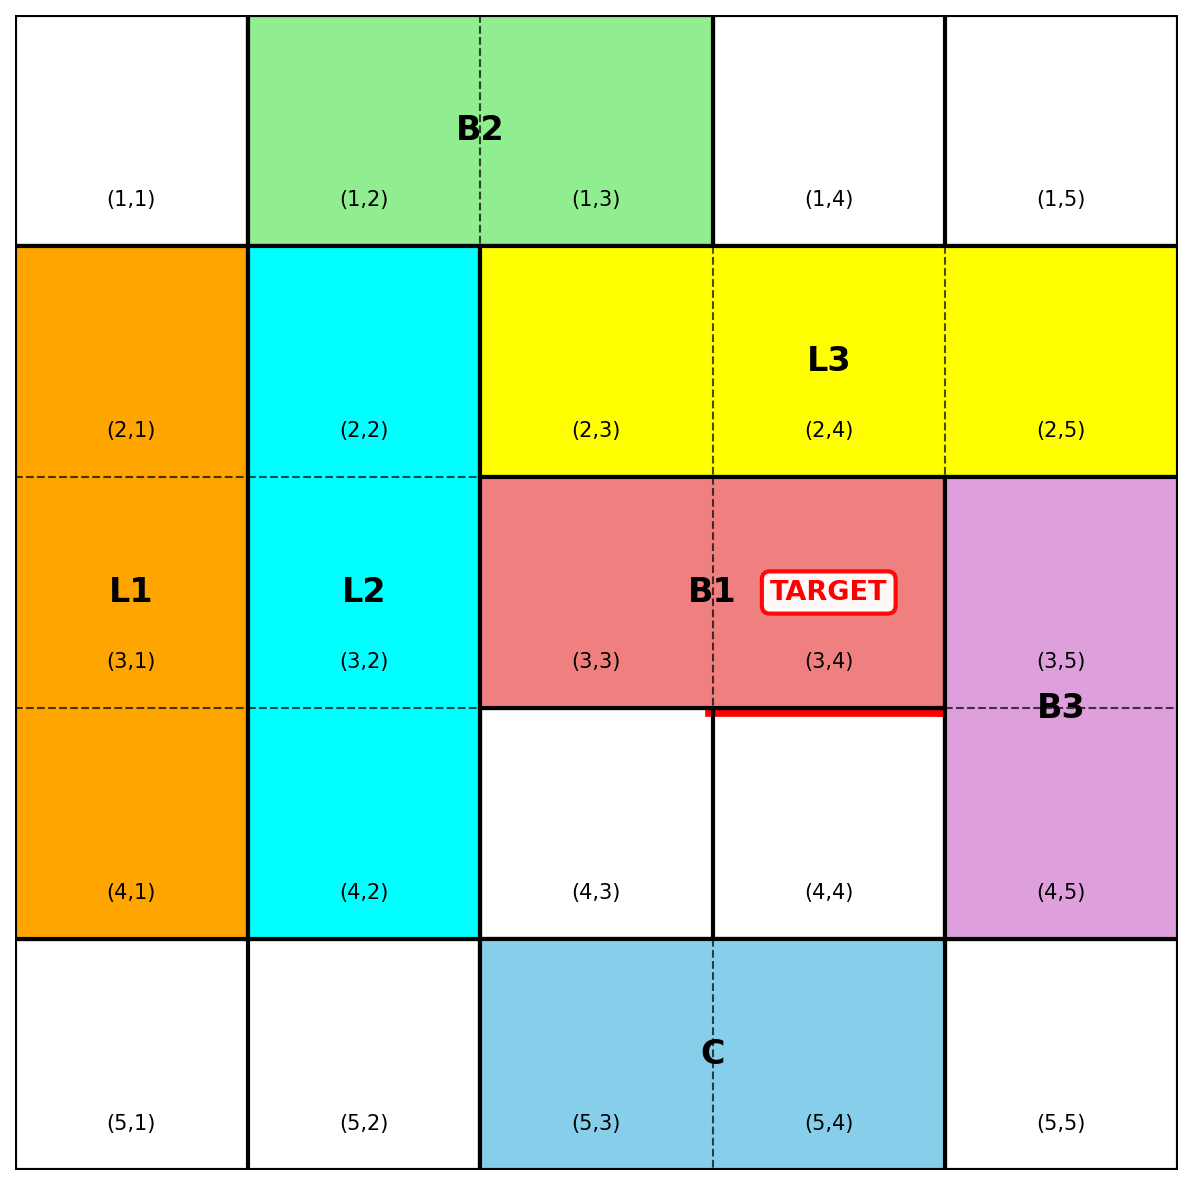 B2
(1,1) (1,2) (1,3) (1,4) (1,5)
L3
(2,1) (2,2) (2,3) (2,4) (2,5)
L1 L2 B1 TARGET
(3,1) (3,2) (3,3) (3,4) (3,5)
B3
(4,1) (4,2) (4,3) (4,4) (4,5)
C
(5,1) (5,2) (5,3) (5,4) (5,5)